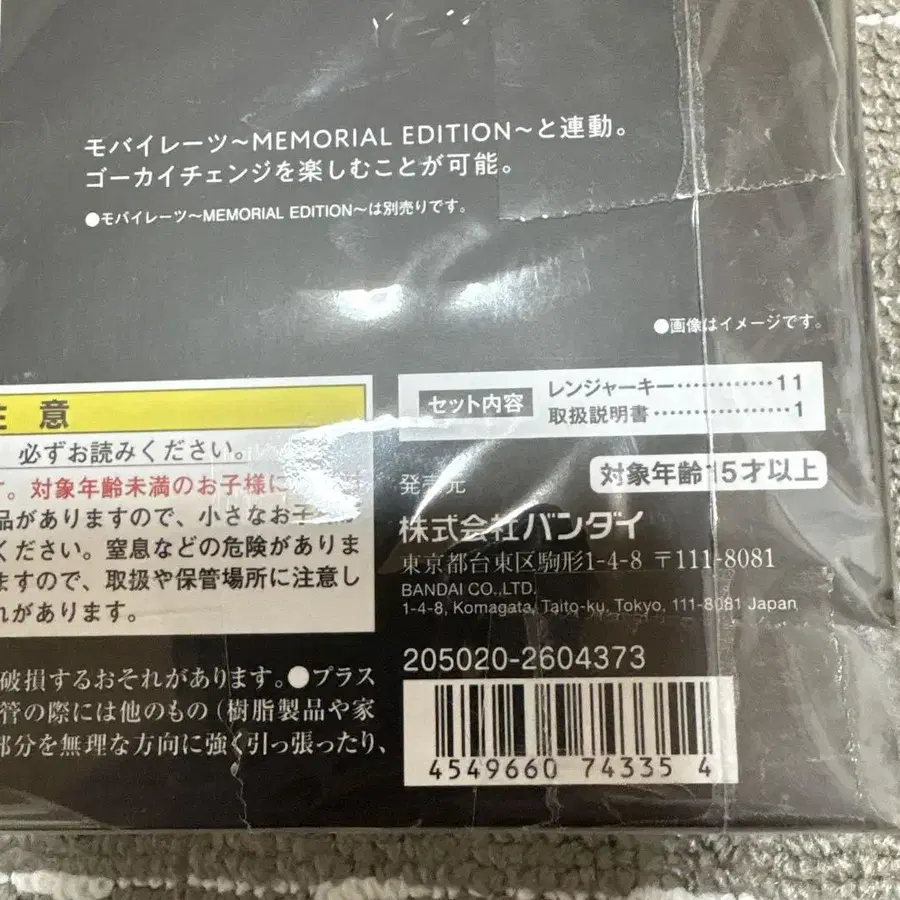 モバイレーツ～MEMORIAL EDITION～と連動。
ゴーカイチェンジを楽しむことが可能。
●モバイレーツ～MEMORIAL EDITION～は別売りです。
●画像はイメージです。
注意
必ずお読みください。
す。対象年齢未満のお子様に
品がありますので、小さなお子
ください。窒息などの危険がありま
ますので、取扱や保管場所に注意し
れがあります。
セット内容
レンジャーキー…………11
取扱説明書………………1
対象年齢15才以上
発売元
株式会社バンダイ
東京都台東区駒形1-4-8 〒111-8081
BANDAI CO.,LTD.
1-4-8, Komagata, Taito-ku, Tokyo, 111-8081 Japan
破損するおそれがあります。●プラス
管の際には他のもの（樹脂製品や家
部分を無理な方向に強く引っ張ったり、
205020-2604373
4549660 743354